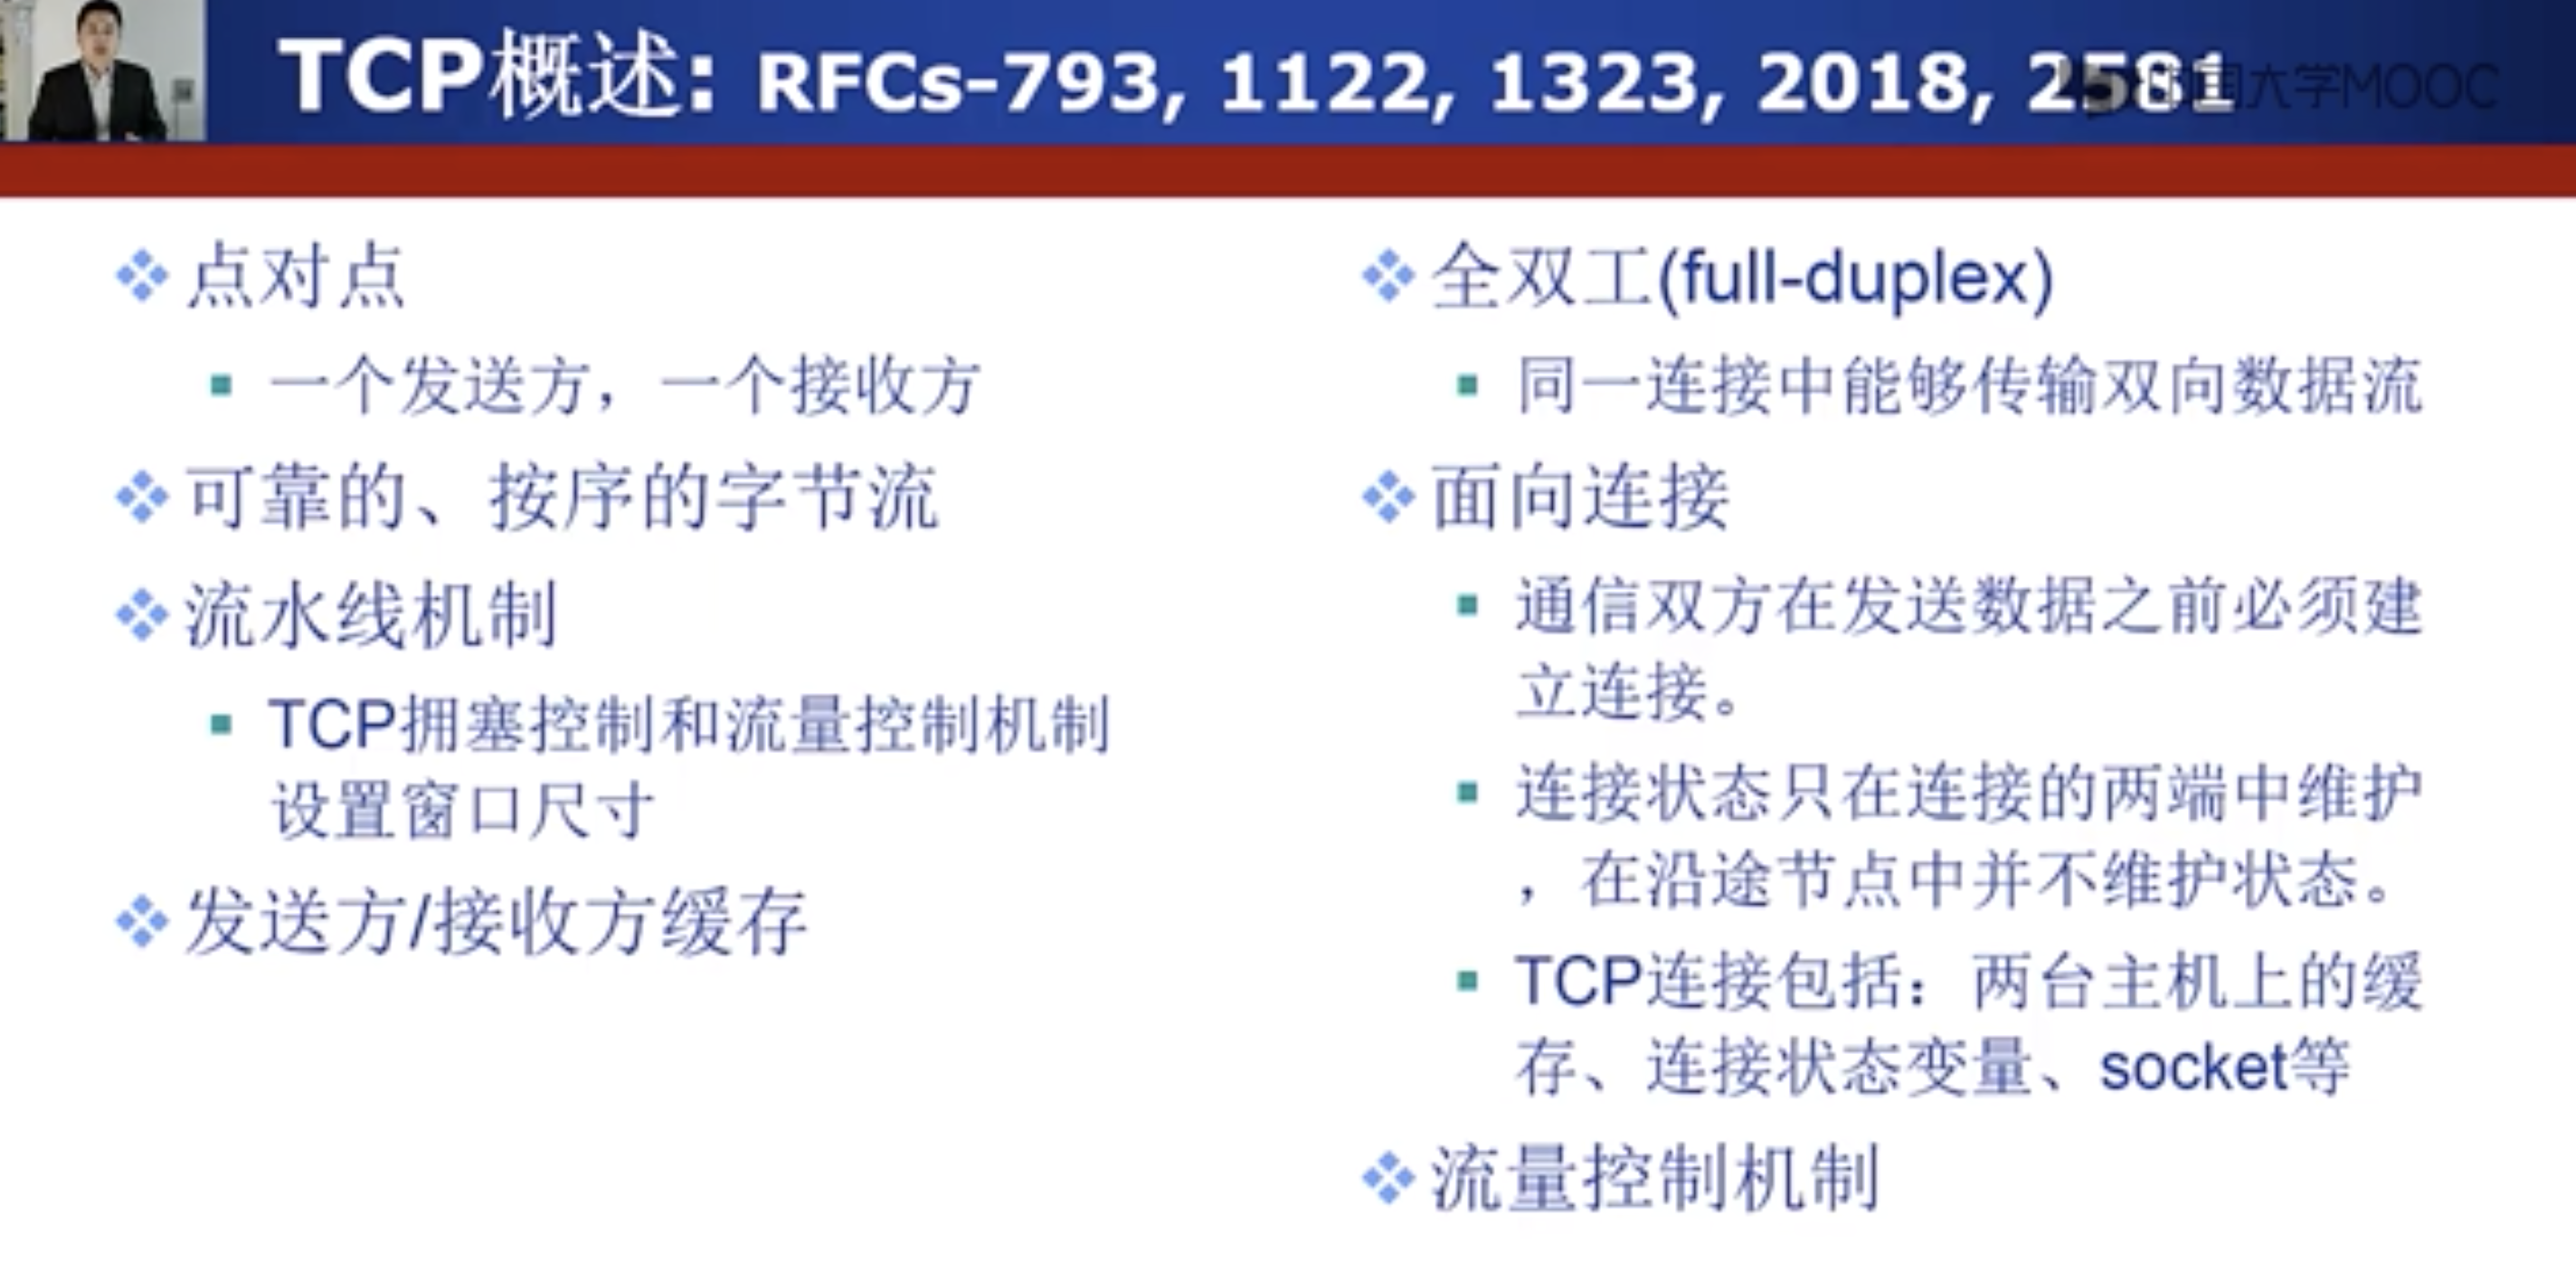 TCP概述: RFCs-793, 1122, 1323, 2018, 2581
中国大学MOOC
点对点
一个发送方，一个接收方
可靠的、按序的字节流
流水线机制
TCP拥塞控制和流量控制机制
设置窗口尺寸
发送方/接收方缓存
全双工(full-duplex)
同一连接中能够传输双向数据流
面向连接
通信双方在发送数据之前必须建
立连接。
连接状态只在连接的两端中维护
，在沿途节点中并不维护状态。
TCP连接包括：两台主机上的缓
存、连接状态变量、socket等
流量控制机制